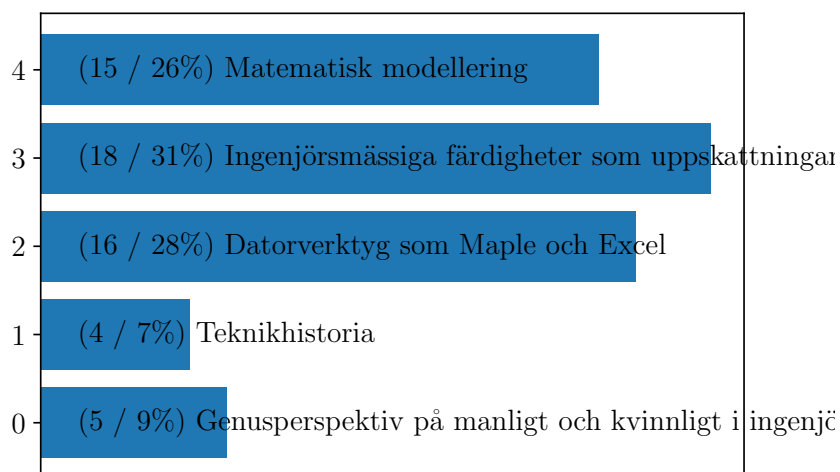 4 (15 / 26%) Matematisk modellering
3 (18 / 31%) Ingenjörsmässiga färdigheter som uppskattningar
2 (16 / 28%) Datorverktyg som Maple och Excel
1 (4 / 7%) Teknikhistoria
0 (5 / 9%) Genusperspektiv på manligt och kvinnligt i